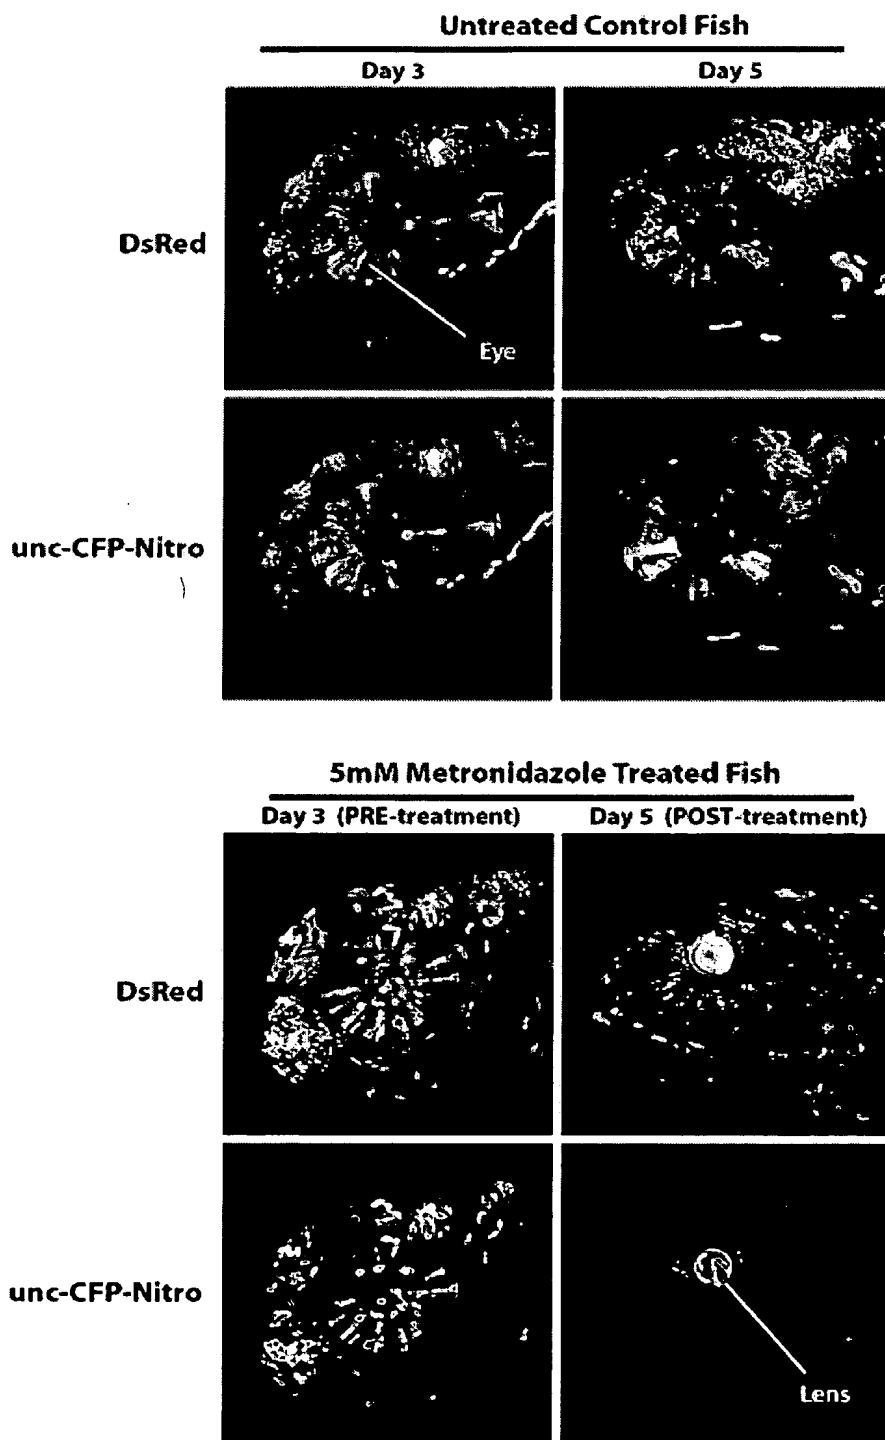 Untreated Control Fish
Day 3
Day 5
DsRed
Eye
unc-CFP-Nitro
5mM Metronidazole Treated Fish
Day 3 (PRE-treatment)
Day 5 (POST-treatment)
DsRed
unc-CFP-Nitro
Lens